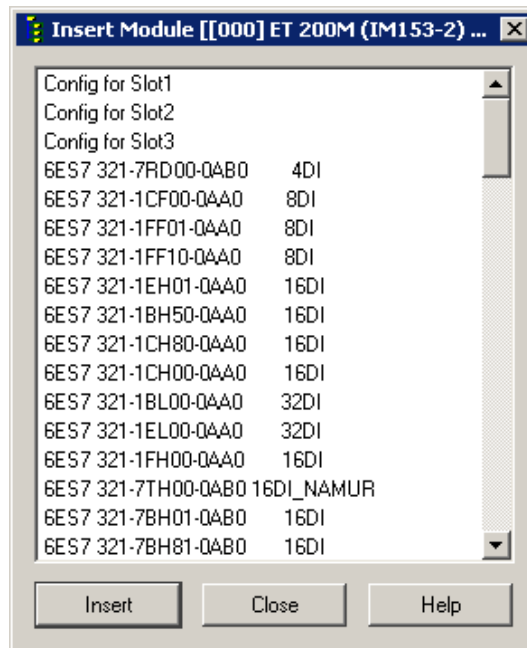 Insert Module [[000] ET 200M (IM153-2) ...
Config for Slot1
Config for Slot2
Config for Slot3
6ES7 321-7RD00-0AB0 4DI
6ES7 321-1CF00-0AA0 8DI
6ES7 321-1FF01-0AA0 8DI
6ES7 321-1FF10-0AA0 8DI
6ES7 321-1EH01-0AA0 16DI
6ES7 321-1BH50-0AA0 16DI
6ES7 321-1CH80-0AA0 16DI
6ES7 321-1CH00-0AA0 16DI
6ES7 321-1BL00-0AA0 32DI
6ES7 321-1EL00-0AA0 32DI
6ES7 321-1FH00-0AA0 16DI
6ES7 321-7TH00-0AB0 16DI_NAMUR
6ES7 321-7BH01-0AB0 16DI
6ES7 321-7BH81-0AB0 16DI
Insert Close Help